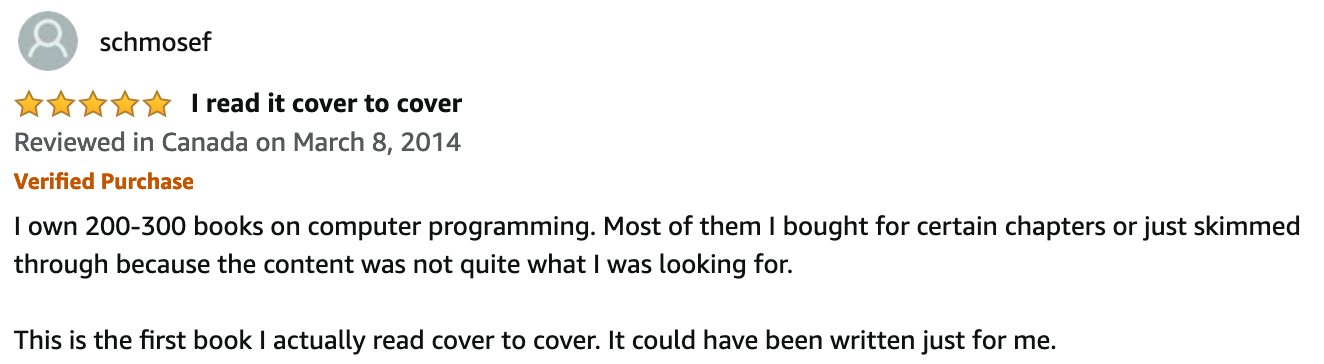 schmosef
I read it cover to cover
Reviewed in Canada on March 8, 2014
Verified Purchase
I own 200-300 books on computer programming. Most of them I bought for certain chapters or just skimmed
through because the content was not quite what I was looking for.
This is the first book I actually read cover to cover. It could have been written just for me.